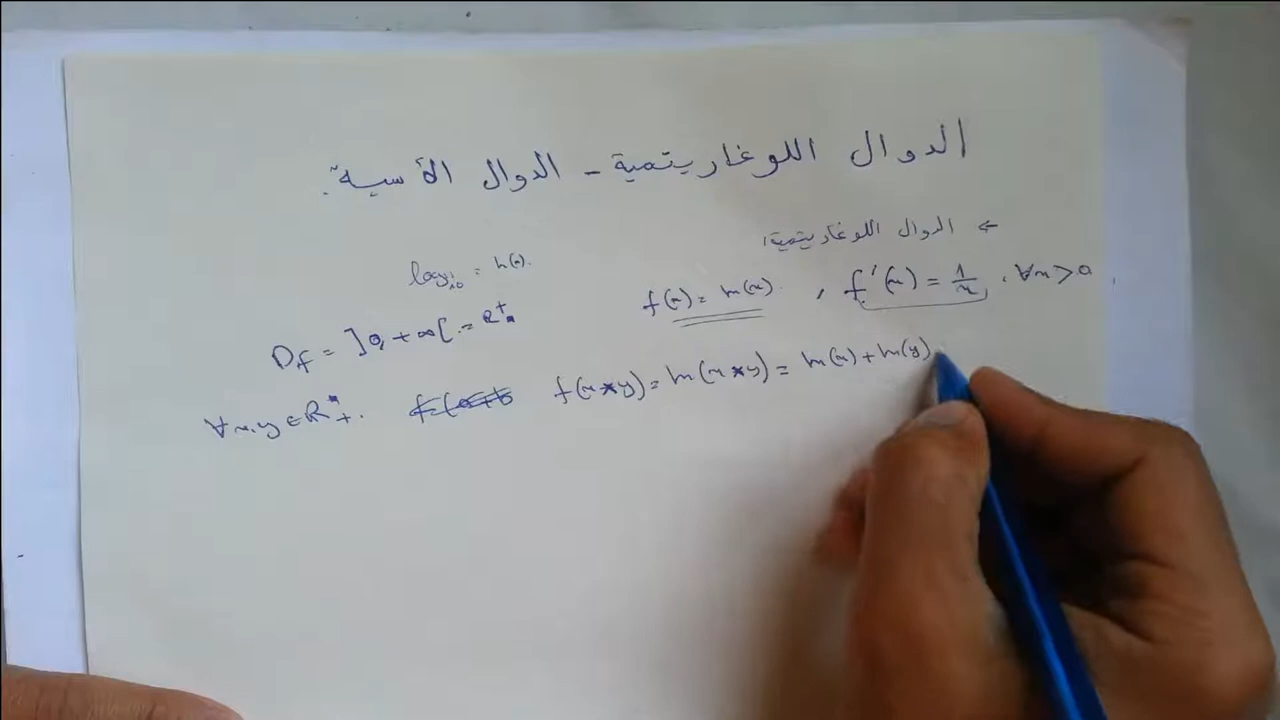 الدوال اللوغاريتمية - الدوال الأسية.
← الدوال اللوغاريتمية:
f(x) = ln(x) , f'(x) = 1/x . ∀x>0
log₁₀ = ln(x).
Df = ]0, +∞[ = R₊*
∀x,y ∈ R₊*. f(x*y) = ln(x*y) = ln(x) + ln(y)